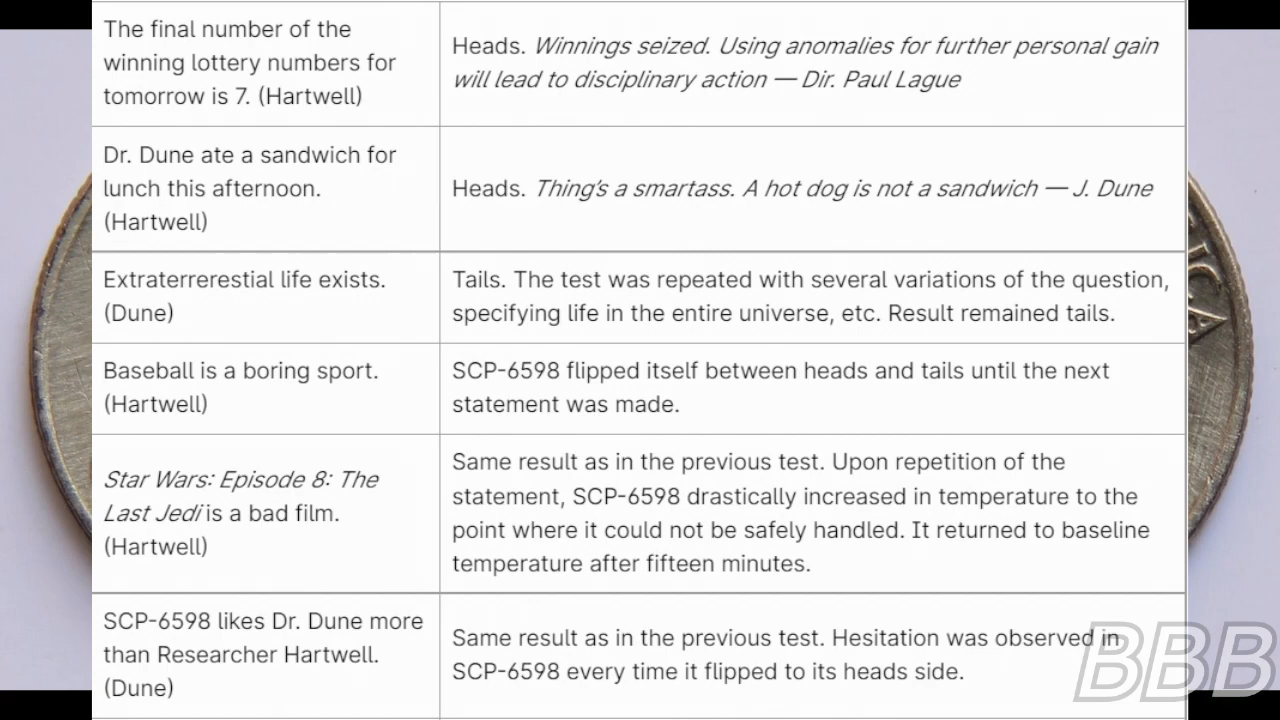 The final number of the
winning lottery numbers for
tomorrow is 7. (Hartwell)
Heads. Winnings seized. Using anomalies for further personal gain
will lead to disciplinary action — Dir. Paul Lague
Dr. Dune ate a sandwich for
lunch this afternoon.
(Hartwell)
Heads. Thing's a smartass. A hot dog is not a sandwich — J. Dune
Extraterrerestial life exists.
(Dune)
Tails. The test was repeated with several variations of the question,
specifying life in the entire universe, etc. Result remained tails.
Baseball is a boring sport.
(Hartwell)
SCP-6598 flipped itself between heads and tails until the next
statement was made.
Star Wars: Episode 8: The
Last Jedi is a bad film.
(Hartwell)
Same result as in the previous test. Upon repetition of the
statement, SCP-6598 drastically increased in temperature to the
point where it could not be safely handled. It returned to baseline
temperature after fifteen minutes.
SCP-6598 likes Dr. Dune more
than Researcher Hartwell.
(Dune)
Same result as in the previous test. Hesitation was observed in
SCP-6598 every time it flipped to its heads side.
BBB